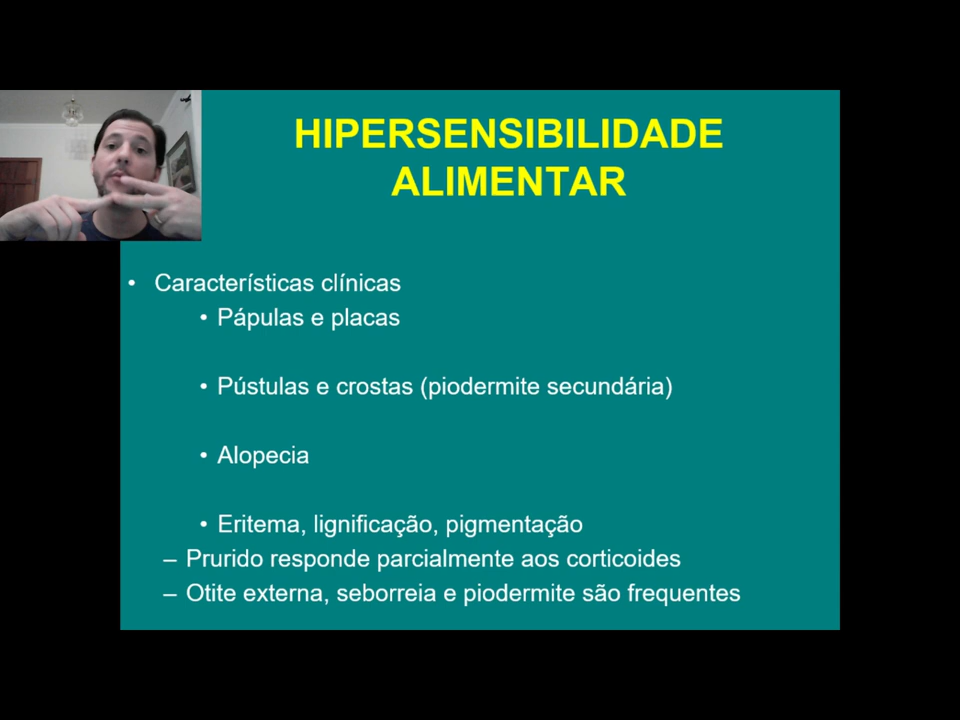 HIPERSENSIBILIDADE
ALIMENTAR
• Características clínicas
• Pápulas e placas
• Pústulas e crostas (piodermite secundária)
• Alopecia
• Eritema, lignificação, pigmentação
– Prurido responde parcialmente aos corticoides
– Otite externa, seborreia e piodermite são frequentes